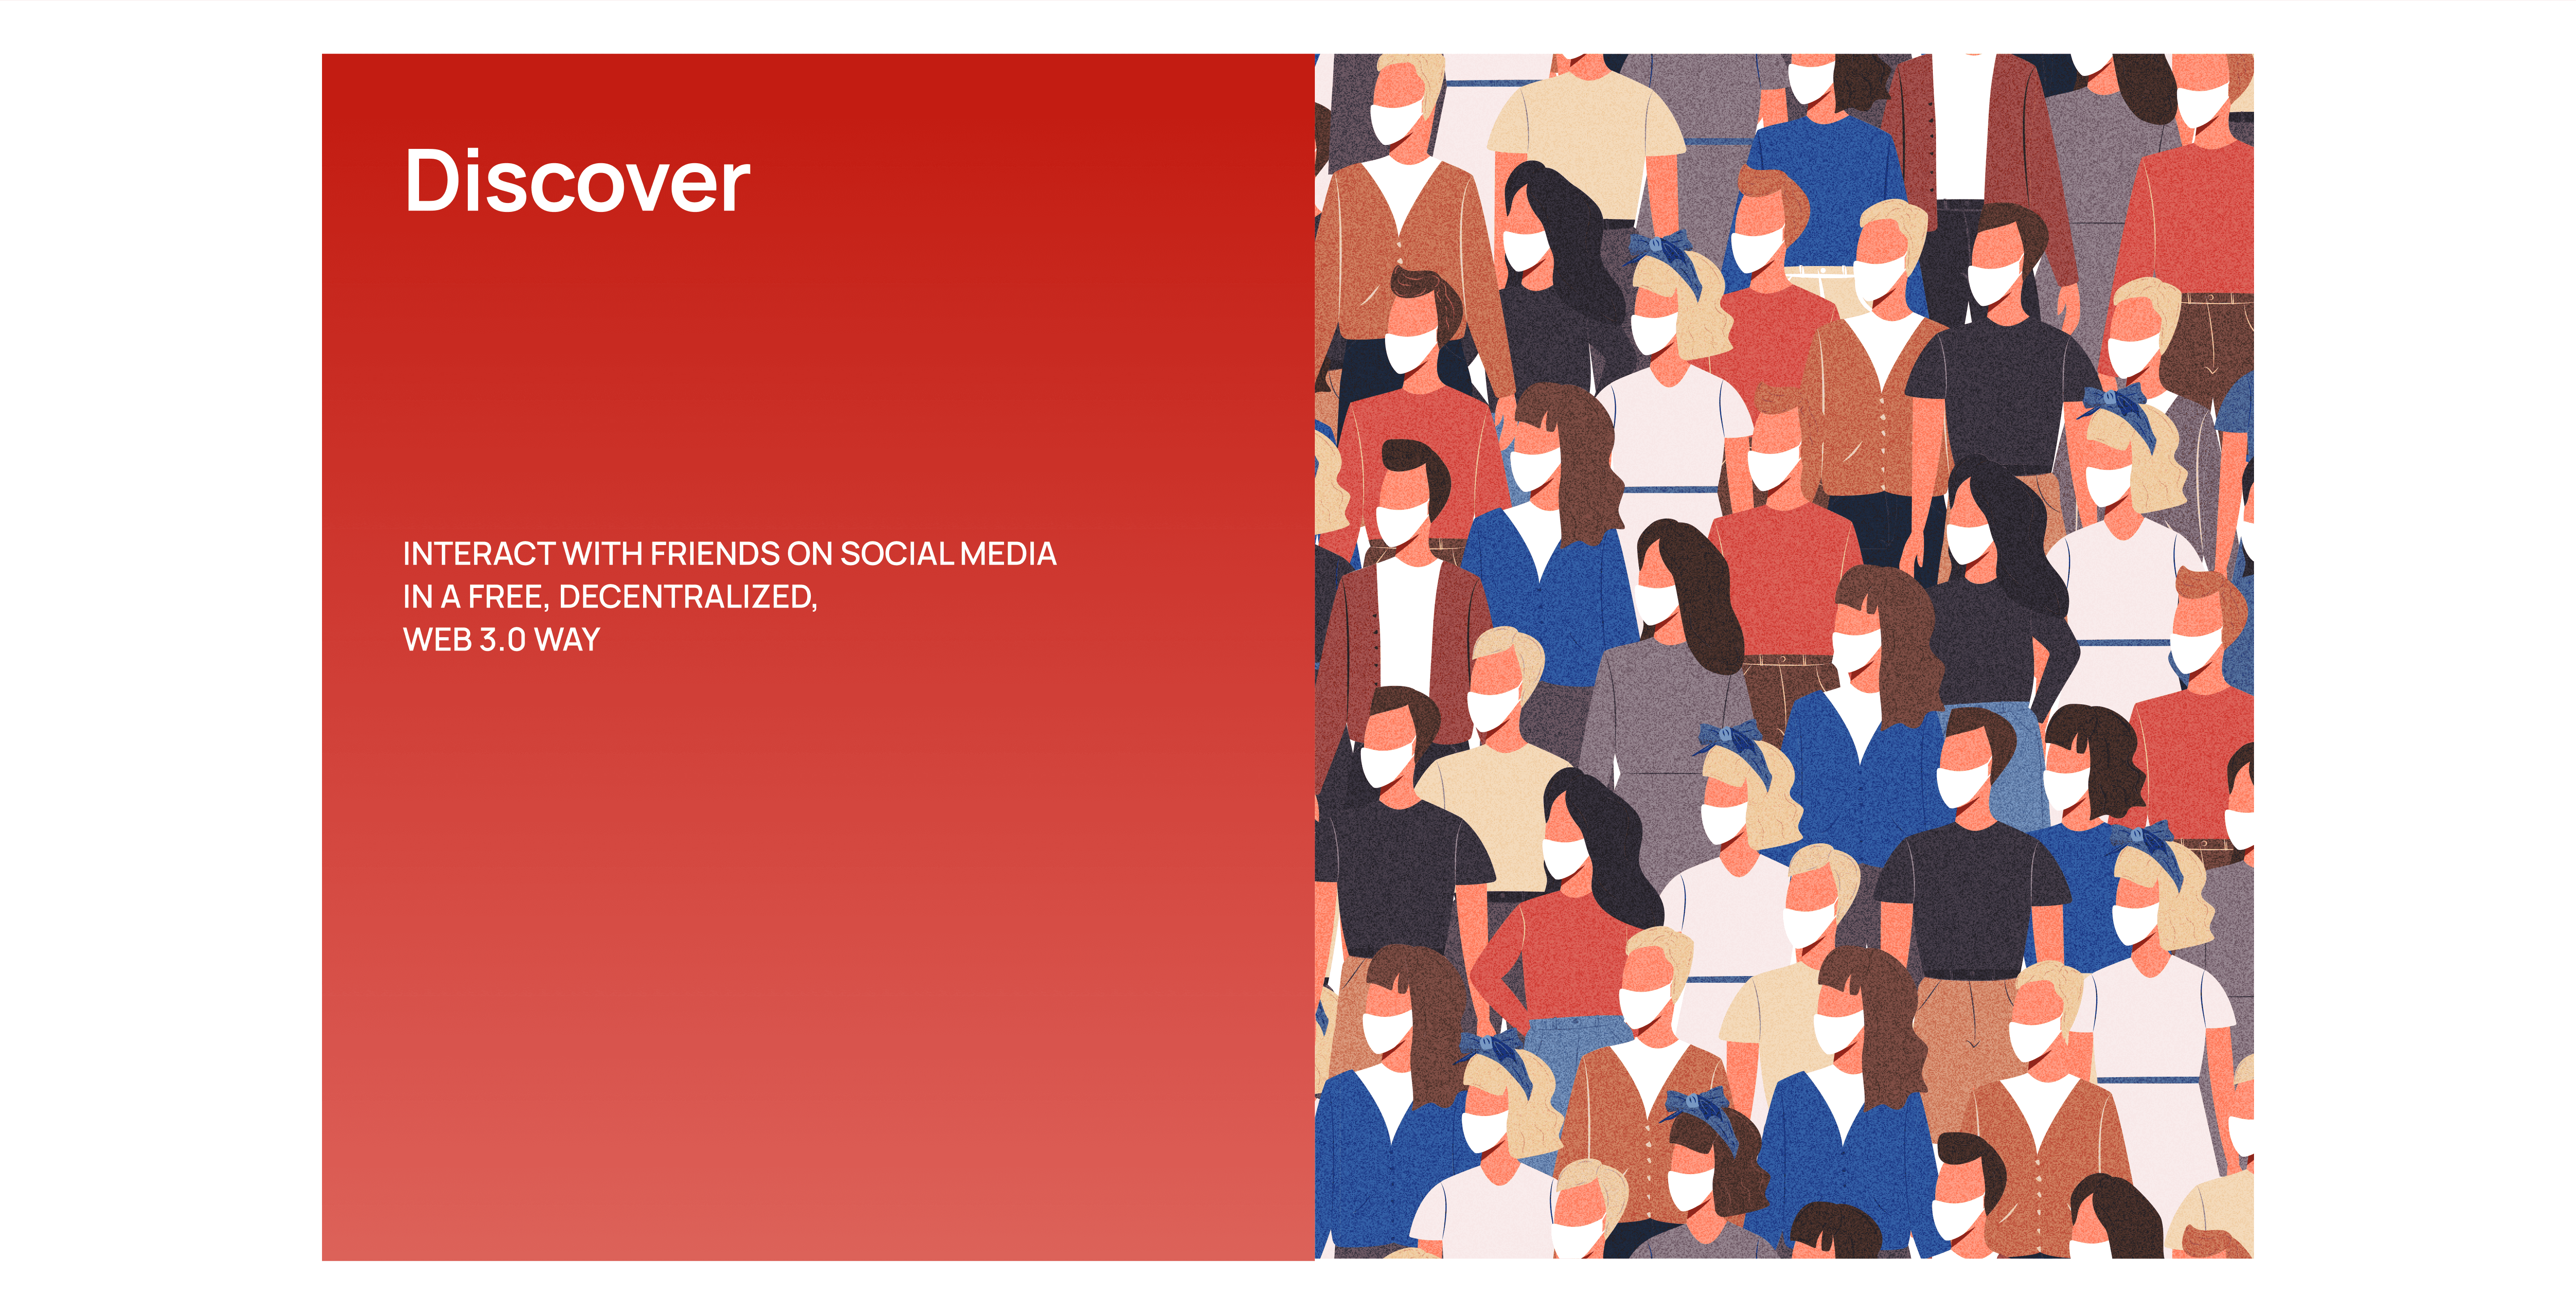 Discover
INTERACT WITH FRIENDS ON SOCIAL MEDIA
IN A FREE, DECENTRALIZED,
WEB 3.0 WAY